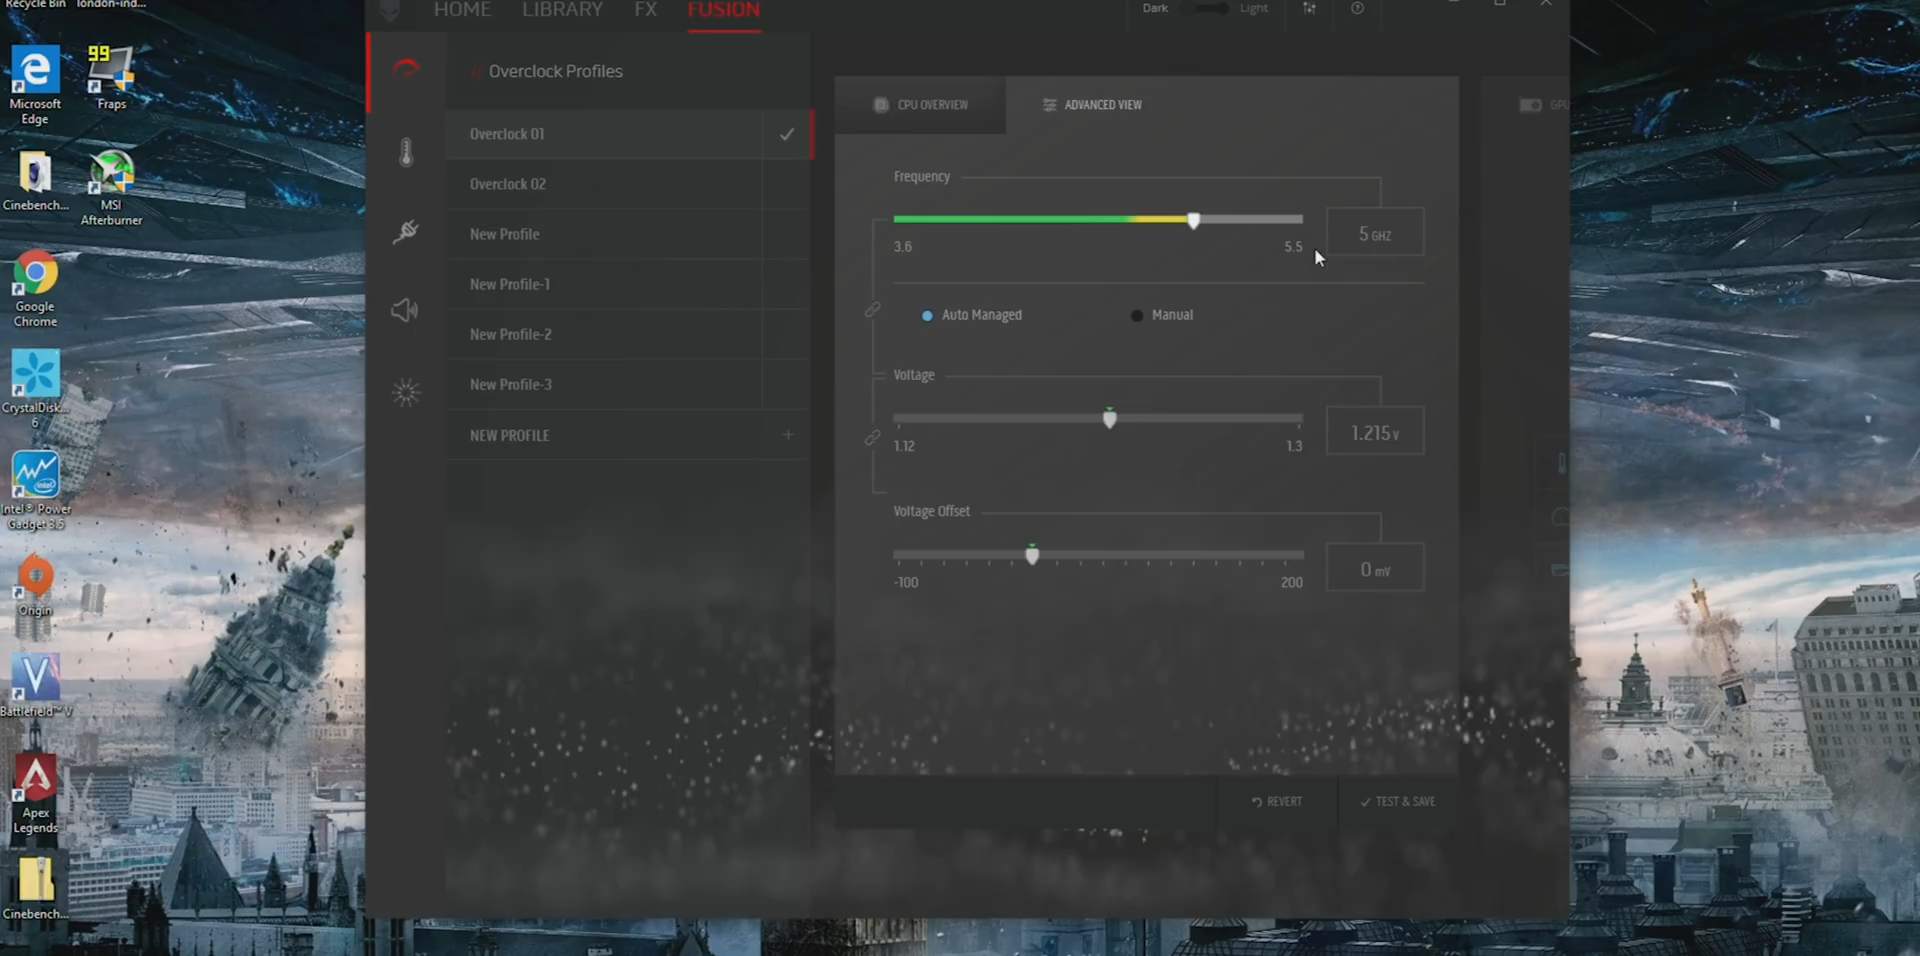 Recycle Bin
london-ind...
HOME
LIBRARY
FX
FUSION
Dark
Light
Microsoft
Edge
99
Fraps
Cinebench...
MSI
Afterburner
Google
Chrome
CrystalDisk...
6
Intel® Power
Gadget 3.5
Origin
Battlefield™ V
Apex
Legends
Cinebench...
// Overclock Profiles
Overclock 01
Overclock 02
New Profile
New Profile-1
New Profile-2
New Profile-3
NEW PROFILE +
CPU OVERVIEW
ADVANCED VIEW
GPU
Frequency
3.6
5.5
5 GHZ
Auto Managed
Manual
Voltage
1.12
1.3
1.215 V
Voltage Offset
-100
200
0 mV
REVERT
TEST & SAVE